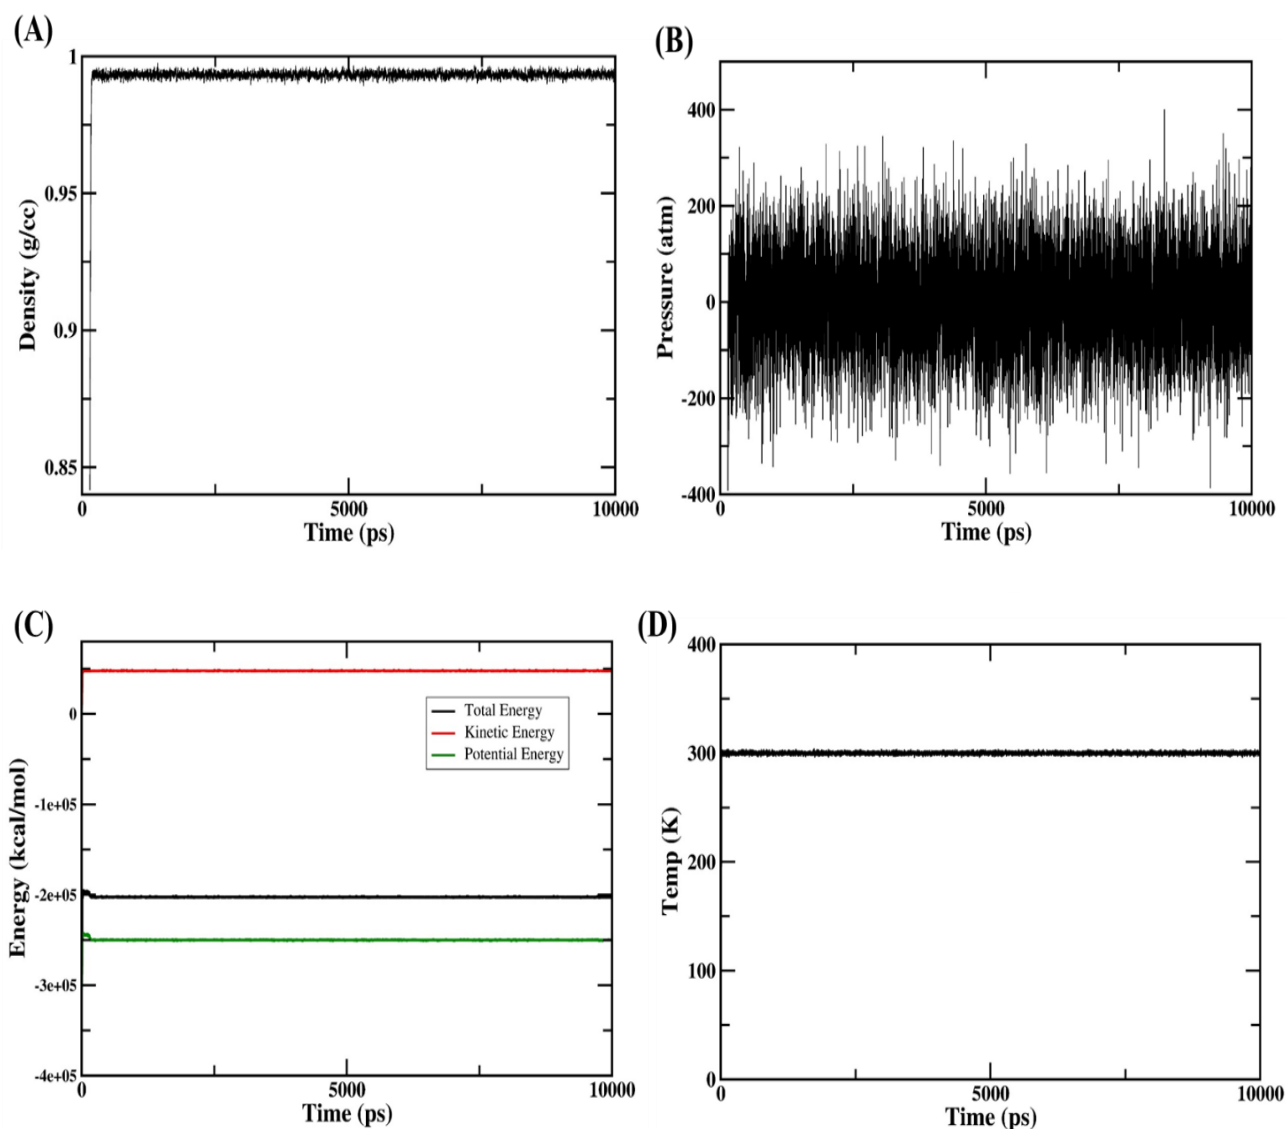 (A)
1
0.95
0.9
0.85
Density (g/cc)
0
5000
10000
Time (ps)
(B)
400
200
0
-200
-400
Pressure (atm)
0
5000
10000
Time (ps)
(C)
0
-1e+05
-2e+05
-3e+05
-4e+05
Energy (kcal/mol)
Total Energy
Kinetic Energy
Potential Energy
0
5000
10000
Time (ps)
(D)
400
300
200
100
0
Temp (K)
0
5000
10000
Time (ps)